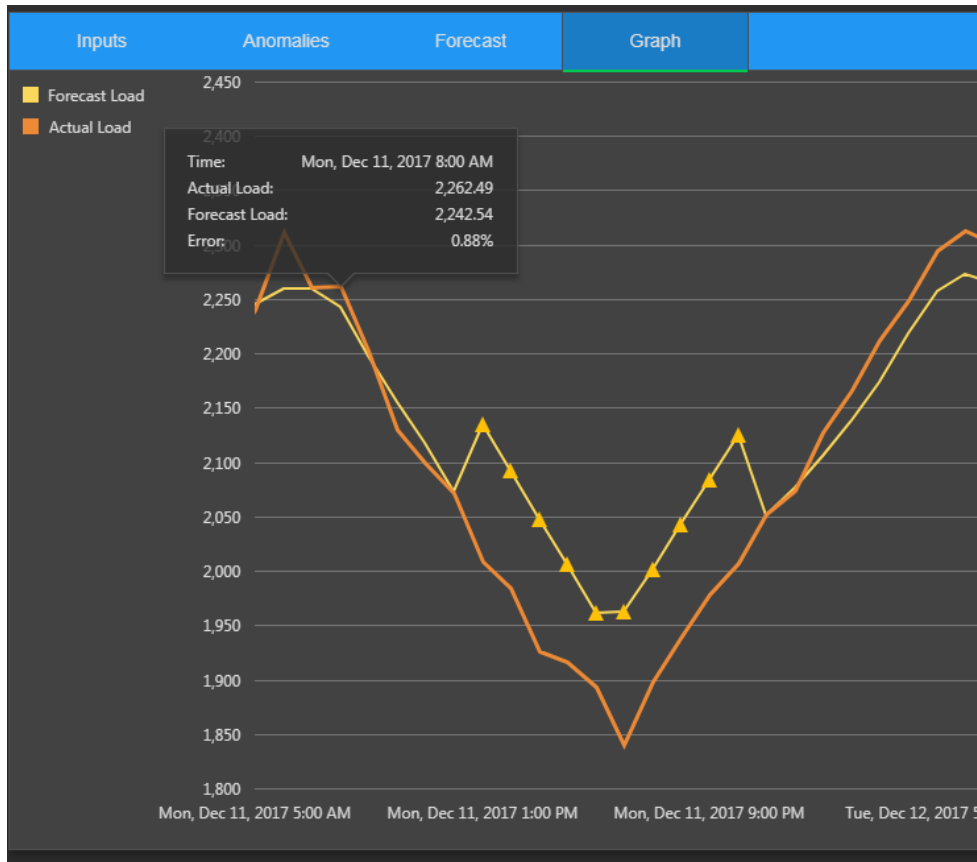 Inputs Anomalies Forecast Graph
Forecast Load
Actual Load
2,450
2,400
Time: Mon, Dec 11, 2017 8:00 AM
Actual Load: 2,262.49
Forecast Load: 2,242.54
Error: 0.88%
2,300
2,250
2,200
2,150
2,100
2,050
2,000
1,950
1,900
1,850
1,800
Mon, Dec 11, 2017 5:00 AM Mon, Dec 11, 2017 1:00 PM Mon, Dec 11, 2017 9:00 PM Tue, Dec 12, 2017